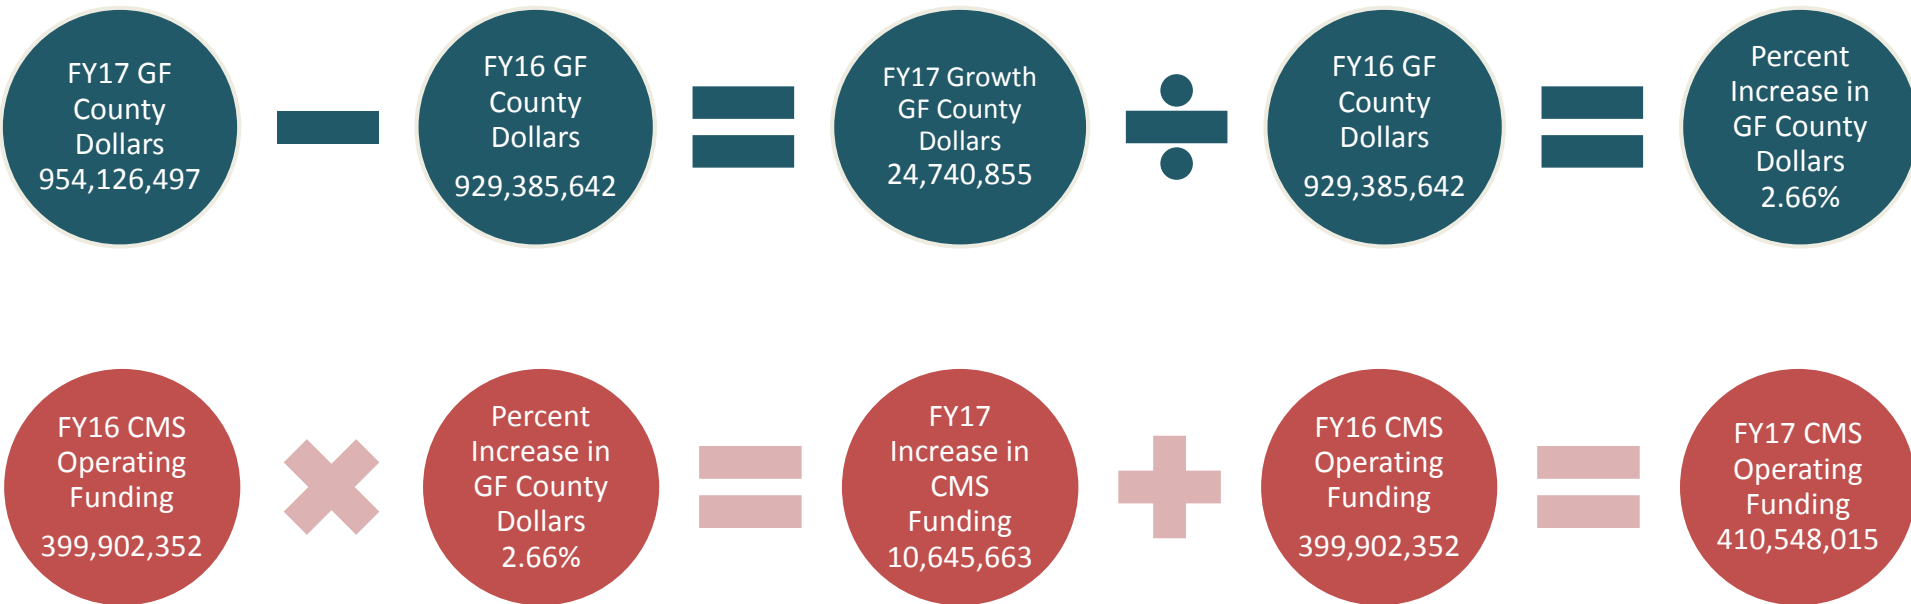 FY17 GF
County
Dollars
954,126,497
FY16 GF
County
Dollars
929,385,642
FY17 Growth
GF County
Dollars
24,740,855
FY16 GF
County
Dollars
929,385,642
Percent
Increase in
GF County
Dollars
2.66%
FY16 CMS
Operating
Funding
399,902,352
Percent
Increase in
GF County
Dollars
2.66%
FY17
Increase in
CMS
Funding
10,645,663
FY16 CMS
Operating
Funding
399,902,352
FY17 CMS
Operating
Funding
410,548,015